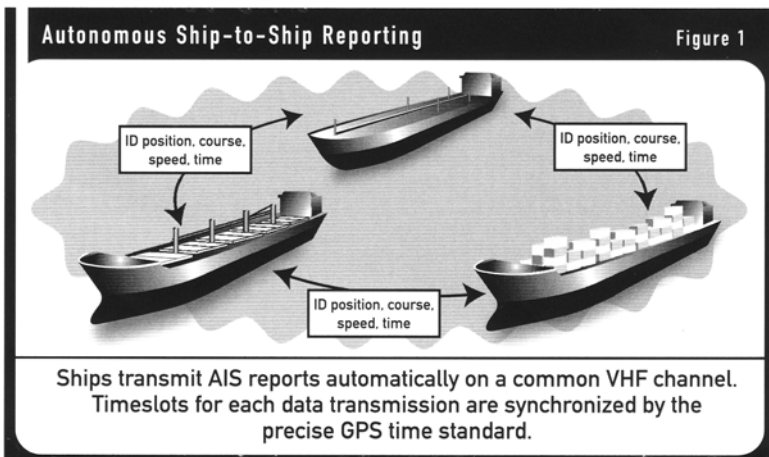 Autonomous Ship-to-Ship Reporting
Figure 1
ID position, course,
speed, time
ID position, course,
speed, time
ID position, course,
speed, time
Ships transmit AIS reports automatically on a common VHF channel.
Timeslots for each data transmission are synchronized by the
precise GPS time standard.